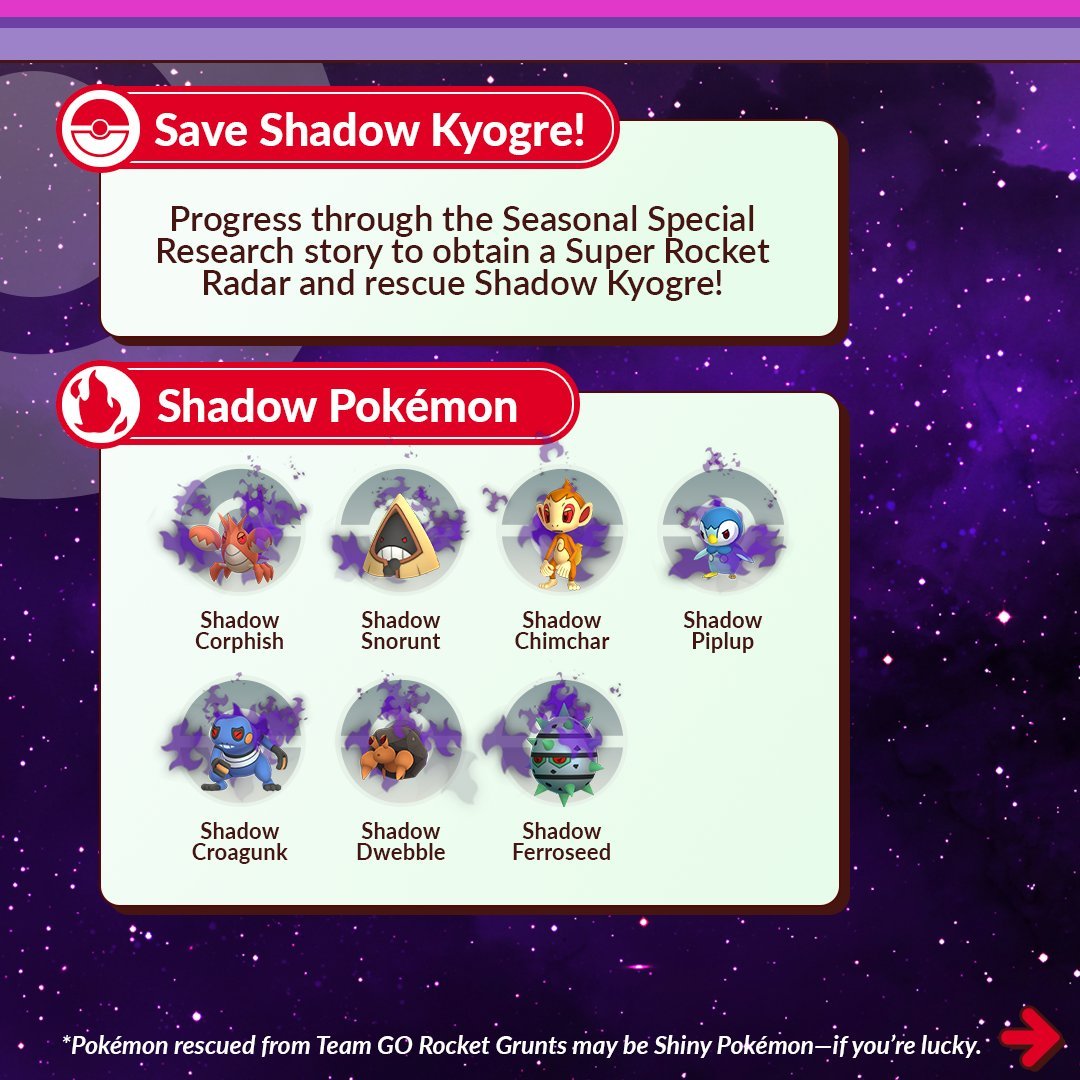 Save Shadow Kyogre!
Progress through the Seasonal Special
Research story to obtain a Super Rocket
Radar and rescue Shadow Kyogre!
Shadow Pokémon
Shadow
Corphish
Shadow
Snorunt
Shadow
Chimchar
Shadow
Piplup
Shadow
Croagunk
Shadow
Dwebble
Shadow
Ferroseed
*Pokémon rescued from Team GO Rocket Grunts may be Shiny Pokémon—if you're lucky.